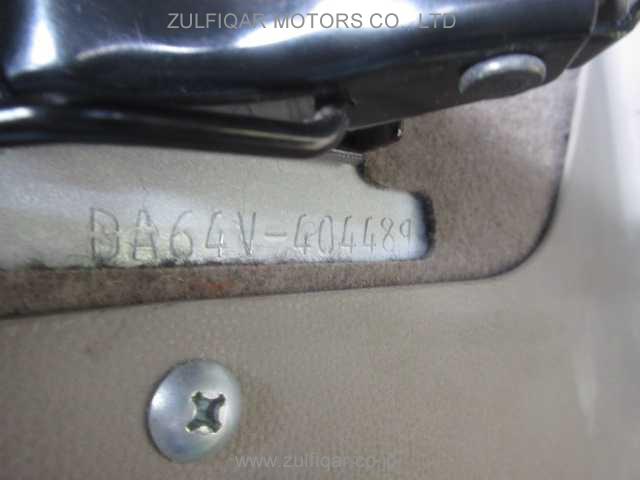 ZULFIQAR MOTORS CO .,LTD
DA64V-404489
www.zulfiqar.co.jp